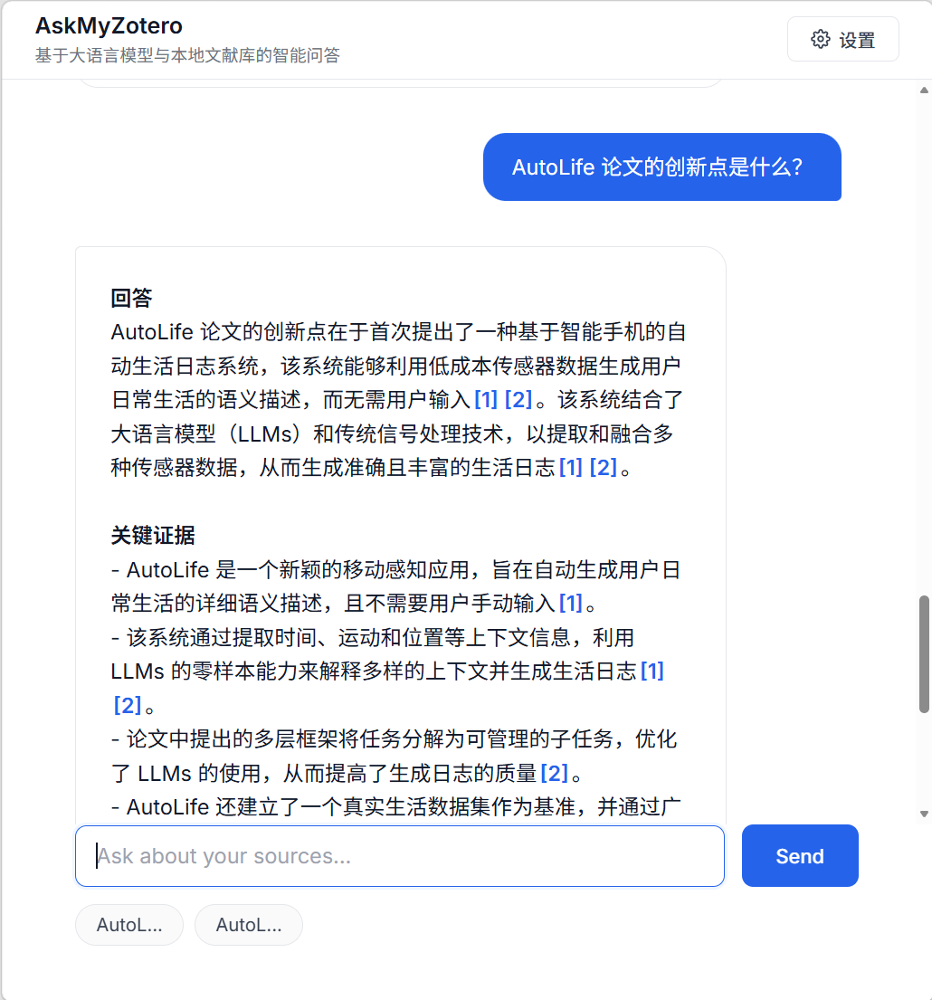 AskMyZotero
基于大语言模型与本地文献库的智能问答
设置
AutoLife 论文的创新点是什么？
回答
AutoLife 论文的创新点在于首次提出了一种基于智能手机的自
动生活日志系统，该系统能够利用低成本传感器数据生成用户
日常生活的语义描述，而无需用户输入[1] [2]。该系统结合了
大语言模型（LLMs）和传统信号处理技术，以提取和融合多
种传感器数据，从而生成准确且丰富的生活日志[1] [2]。
关键证据
- AutoLife 是一个新颖的移动感知应用，旨在自动生成用户日
常生活的详细语义描述，且不需要用户手动输入[1]。
- 该系统通过提取时间、运动和位置等上下文信息，利用
LLMs 的零样本能力来解释多样的上下文并生成生活日志[1]
[2]。
- 论文中提出的多层框架将任务分解为可管理的子任务，优化
了 LLMs 的使用，从而提高了生成日志的质量[2]。
- AutoLife 还建立了一个真实生活数据集作为基准，并通过广
Ask about your sources...
Send
AutoL...
AutoL...